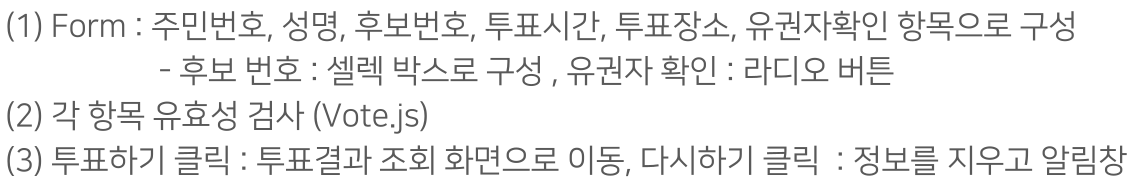 (1) Form : 주민번호, 성명, 후보번호, 투표시간, 투표장소, 유권자확인 항목으로 구성
- 후보 번호 : 셀렉 박스로 구성 , 유권자 확인 : 라디오 버튼
(2) 각 항목 유효성 검사 (Vote.js)
(3) 투표하기 클릭 : 투표결과 조회 화면으로 이동, 다시하기 클릭 : 정보를 지우고 알림창